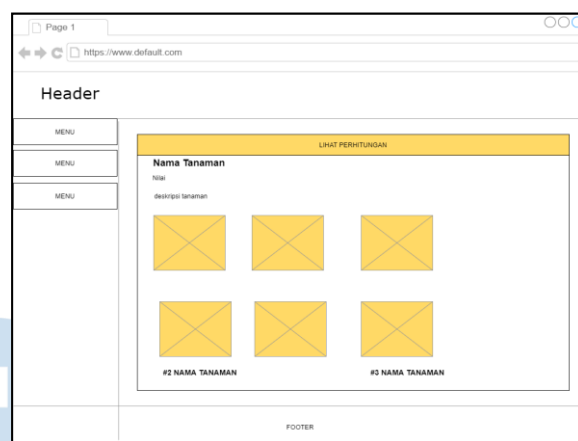 Page 1
https://www.default.com
Header
MENU
MENU
MENU
LIHAT PERHITUNGAN
Nama Tanaman
Nilai
deskripsi tanaman
#2 NAMA TANAMAN
#3 NAMA TANAMAN
FOOTER